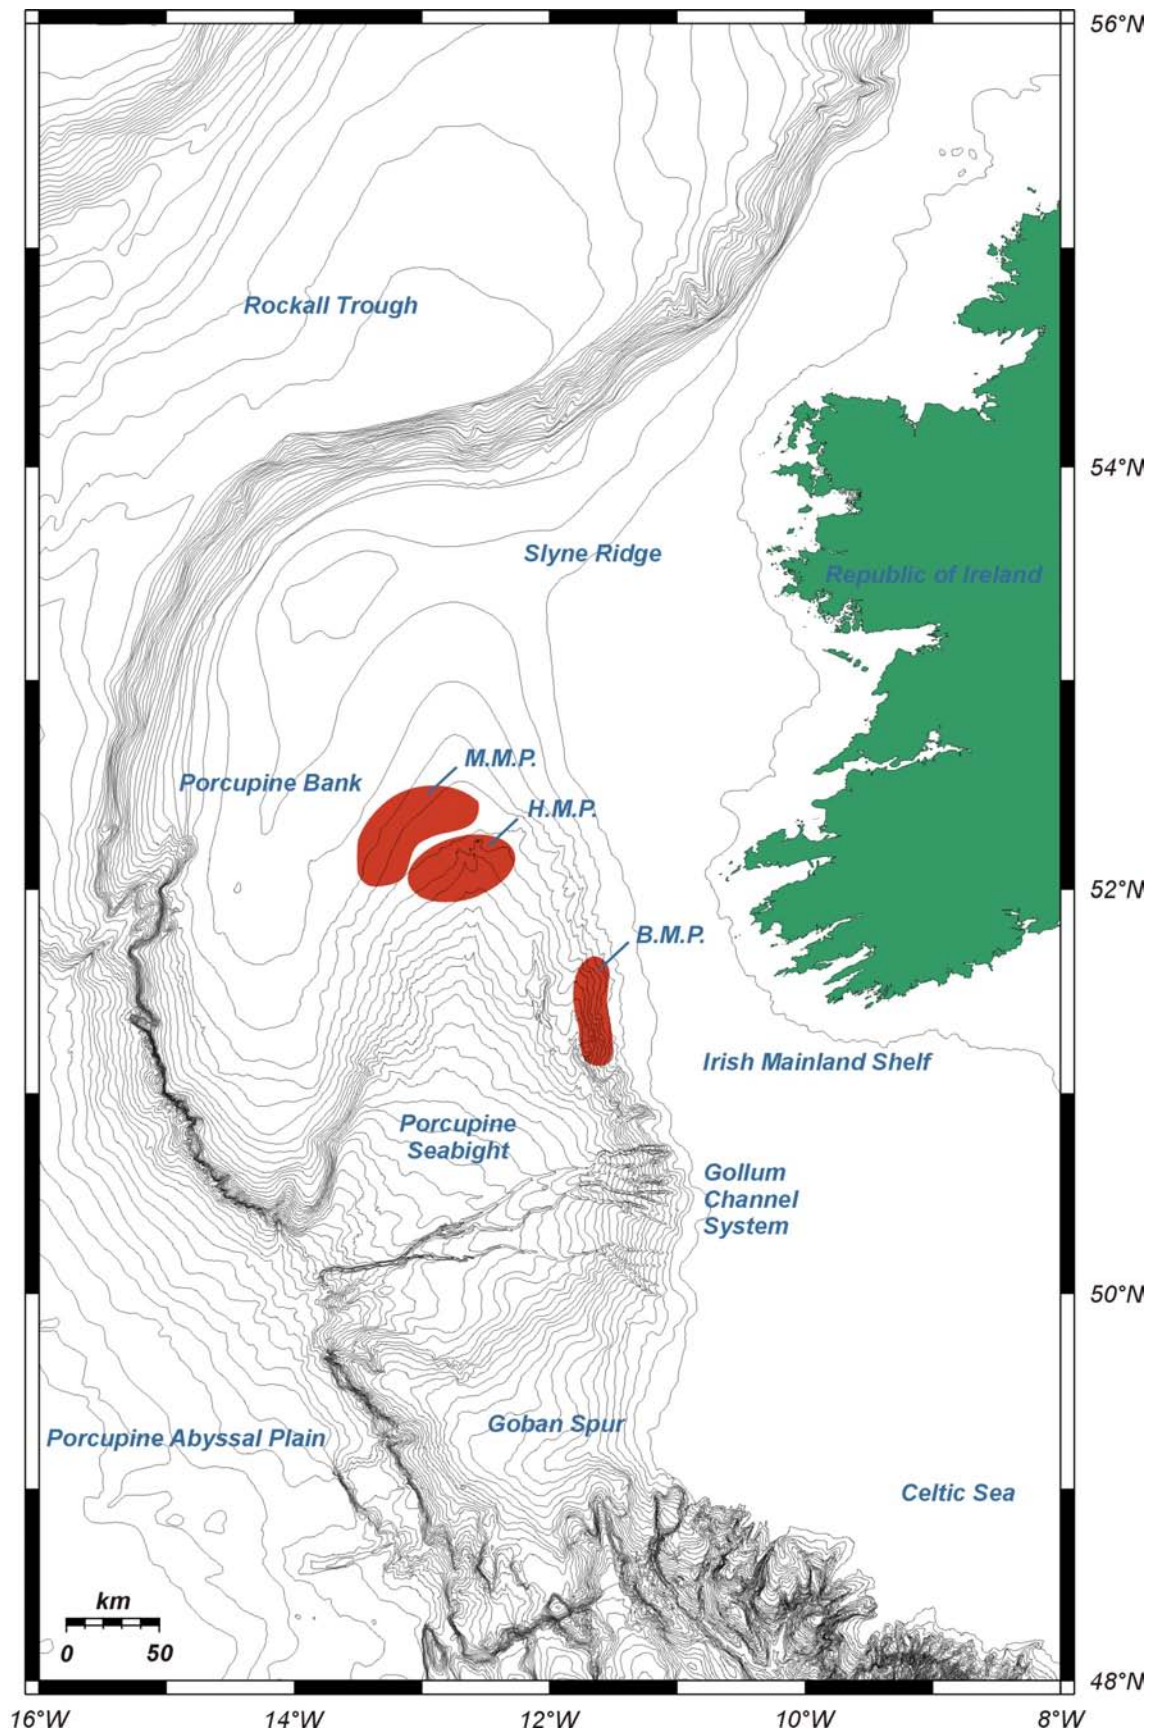 56°N
Rockall Trough
54°N
Slyne Ridge
Republic of Ireland
M.M.P.
Porcupine Bank
H.M.P.
52°N
B.M.P.
Irish Mainland Shelf
Porcupine
Seabight
Gollum
Channel
System
50°N
Goban Spur
Porcupine Abyssal Plain
Celtic Sea
km
0 50
48°N
16°W 14°W 12°W 10°W 8°W